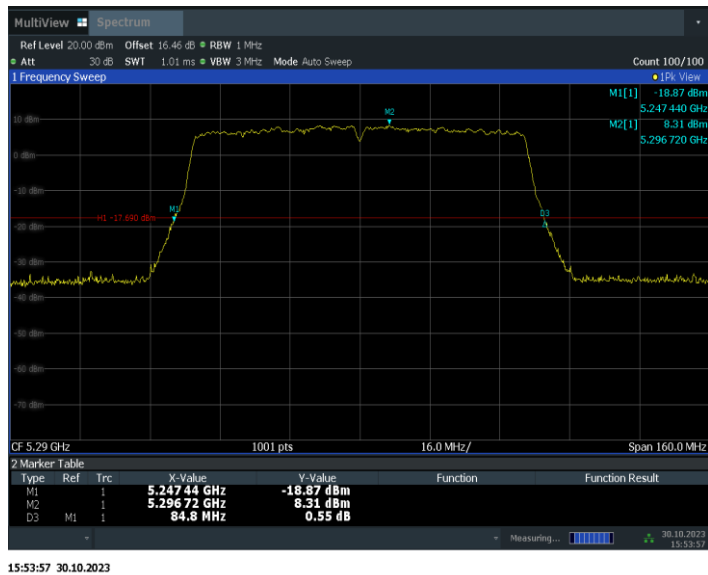 MultiView Spectrum
Ref Level 20.00 dBm Offset 16.46 dB RBW 1 MHz
Att 30 dB SWT 1.01 ms VBW 3 MHz Mode Auto Sweep Count 100/100
1 Frequency Sweep 1Pk View
M1[1] -18.87 dBm
5.247 440 GHz
M2[1] 8.31 dBm
5.296 720 GHz
M2
10 dBm
0 dBm
-10 dBm
M1
D3
H1 -17.690 dBm
-20 dBm
-30 dBm
-40 dBm
-50 dBm
-60 dBm
-70 dBm
CF 5.29 GHz 1001 pts 16.0 MHz/ Span 160.0 MHz
2 Marker Table
Type Ref Trc X-Value Y-Value Function Function Result
M1 1 5.247 44 GHz -18.87 dBm
M2 1 5.296 72 GHz 8.31 dBm
D3 M1 1 84.8 MHz 0.55 dB
Measuring... 30.10.2023
15:53:57
15:53:57 30.10.2023